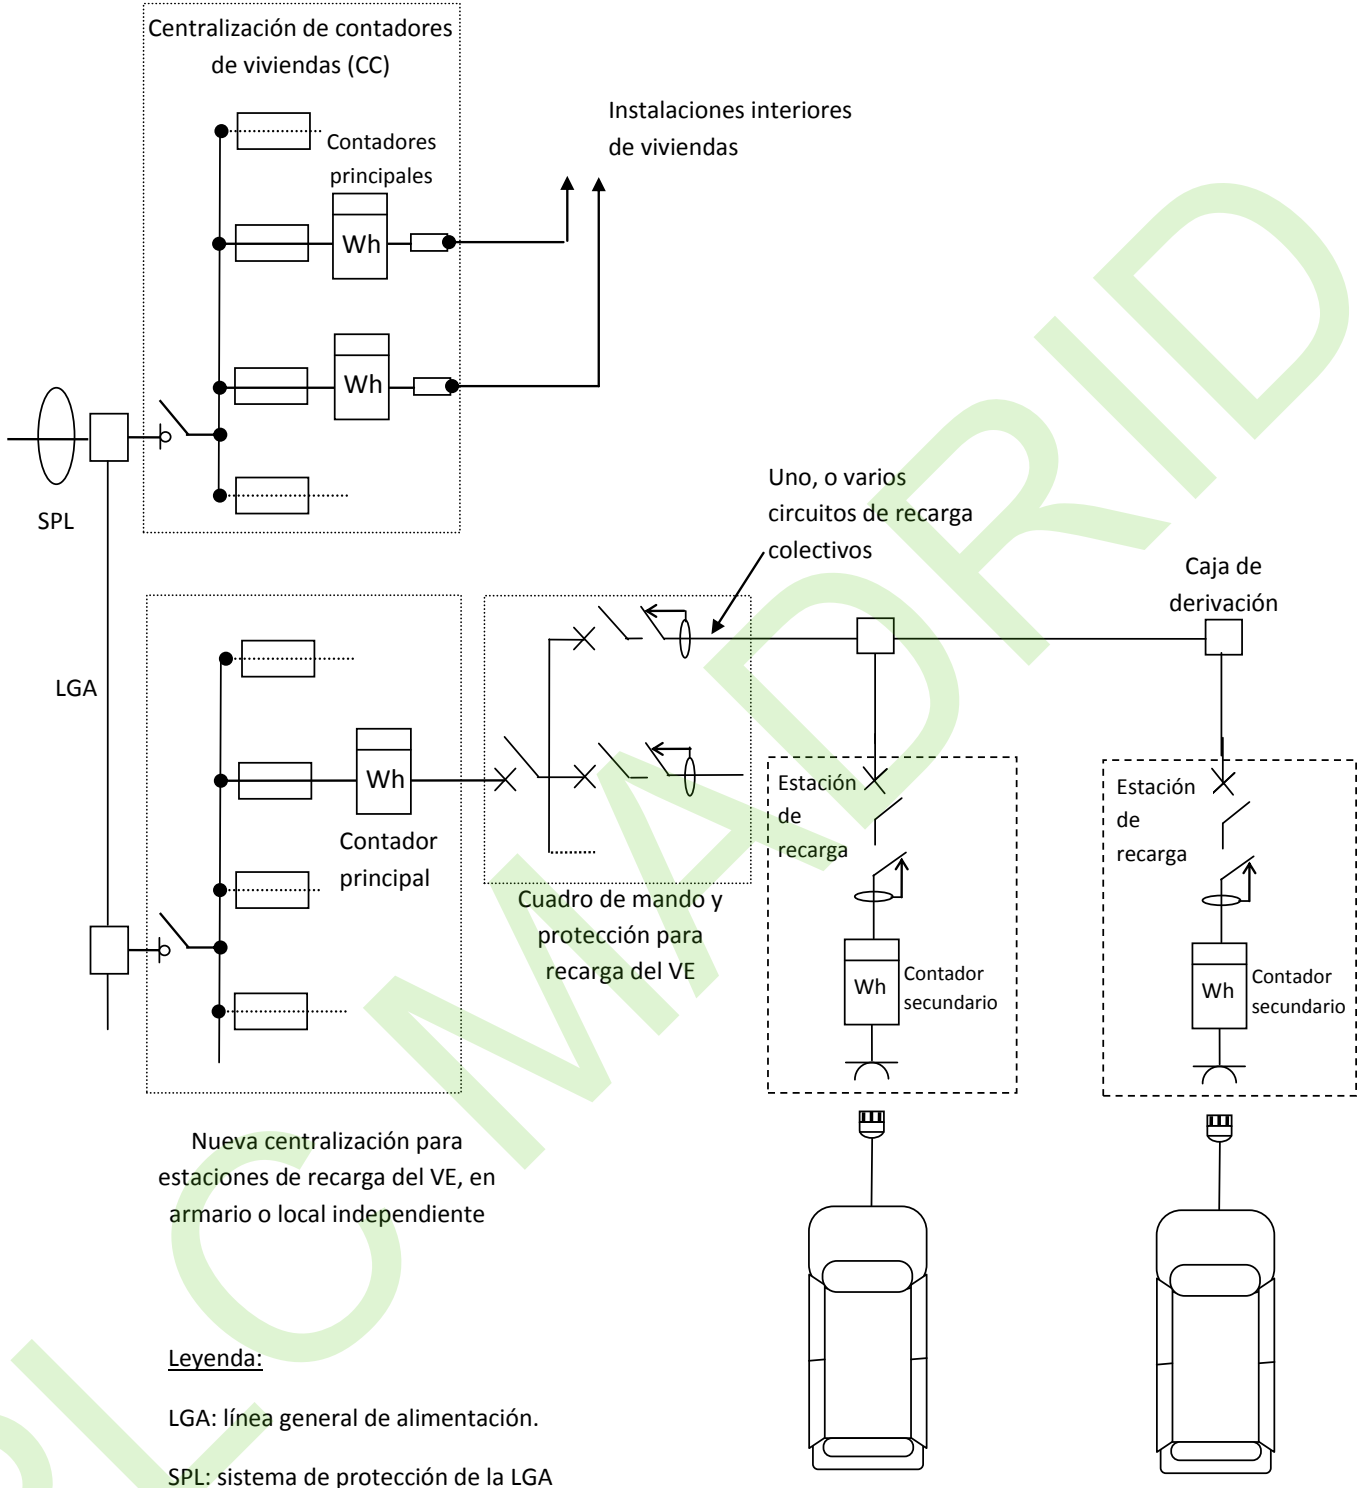 Centralización de contadores
de viviendas (CC)
Instalaciones interiores
de viviendas
Contadores
principales
Wh
Wh
SPL
Uno, o varios
circuitos de recarga
colectivos
Caja de
derivación
LGA
Wh
Contador
principal
Cuadro de mando y
protección para
recarga del VE
Estación
de
recarga
Wh
Contador
secundario
Estación
de
recarga
Wh
Contador
secundario
Nueva centralización para
estaciones de recarga del VE, en
armario o local independiente
Leyenda:
LGA: línea general de alimentación.
SPL: sistema de protección de la LGA
PLC MADRID